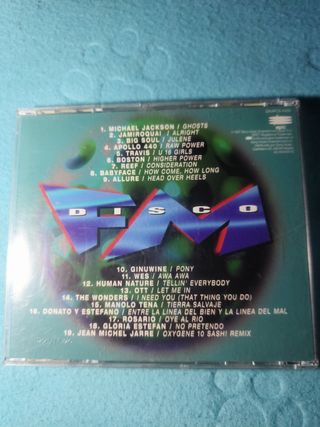 1. MICHAEL JACKSON / GHOSTS
2. JAMIROQUAI / ALRIGHT
3. BIG SOUL / JULENE
4. APOLLO 440 / RAW POWER
5. TRAVIS / U 16 GIRLS
6. BOSTON / HIGHER POWER
7. REEF / CONSIDERATION
8. BABYFACE / HOW COME, HOW LONG
9. ALLURE / HEAD OVER HEELS
DISCO
FM
10. GINUWINE / PONY
11. WES / AWA AWA
12. HUMAN NATURE / TELLIN' EVERYBODY
13. OTT / LET ME IN
14. THE WONDERS / I NEED YOU (THAT THING YOU DO)
15. MANOLO TENA / TIERRA SALVAJE
16. DONATO Y ESTEFANO / ENTRE LA LINEA DEL BIEN Y LA LINEA DEL MAL
17. ROSARIO / OYE AL RIO
18. GLORIA ESTEFAN / NO PRETENDO
19. JEAN MICHEL JARRE / OXYGENE 10 SASH! REMIX